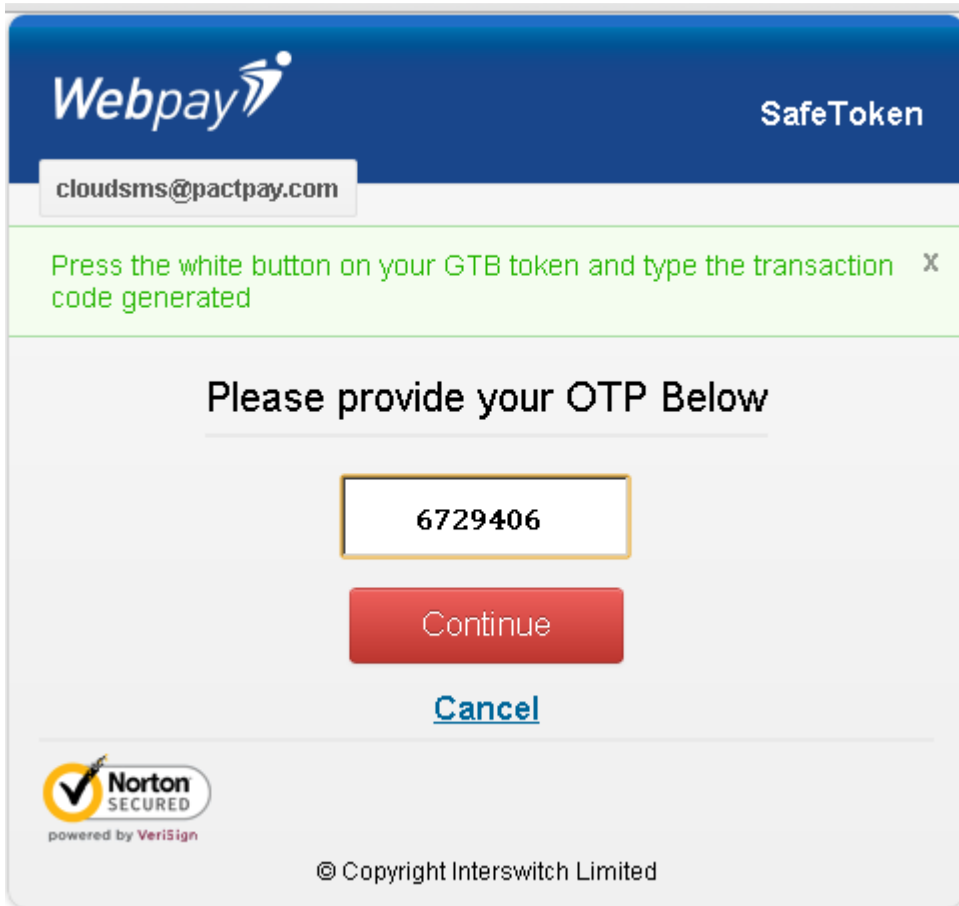 Webpay
SafeToken
cloudsms@pactpay.com
Press the white button on your GTB token and type the transaction x
code generated
Please provide your OTP Below
6729406
Continue
Cancel
Norton
SECURED
powered by VeriSign
© Copyright Interswitch Limited